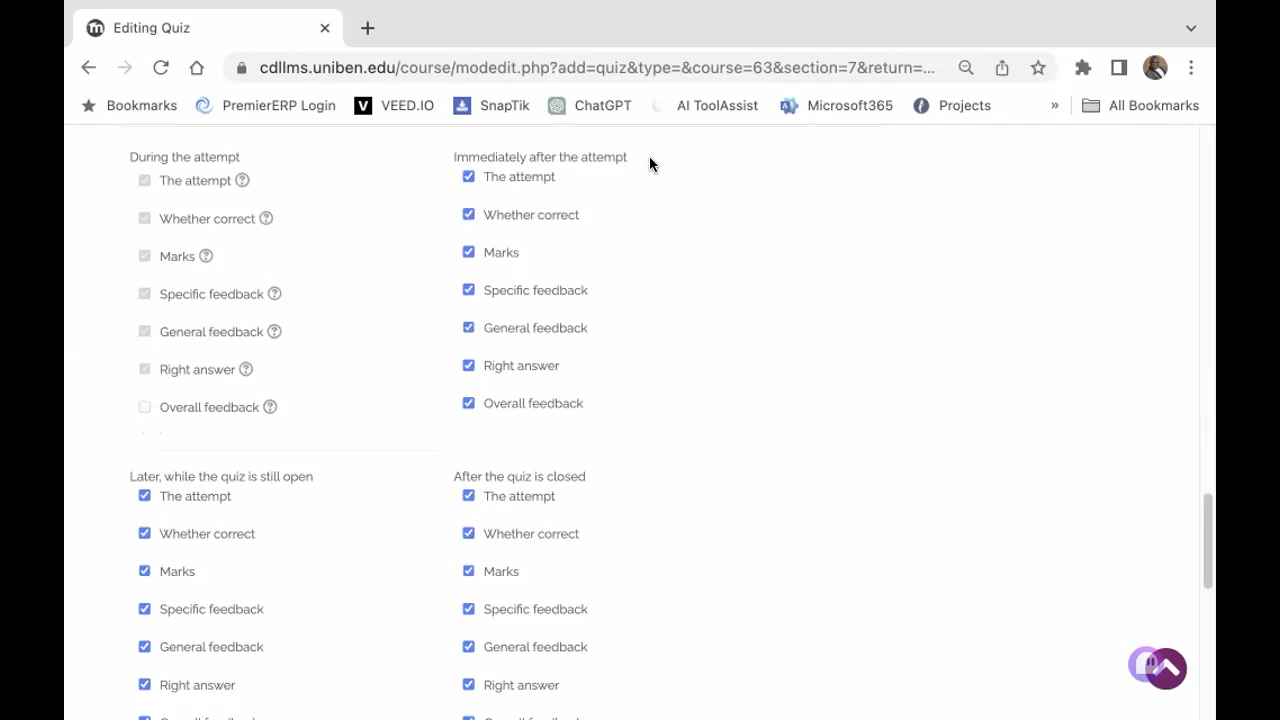 Editing Quiz
cdllms.uniben.edu/course/modedit.php?add=quiz&type=&course=63&section=7&return=...
Bookmarks PremierERP Login VEED.IO SnapTik ChatGPT AI ToolAssist Microsoft365 Projects » All Bookmarks
During the attempt
The attempt
Whether correct
Marks
Specific feedback
General feedback
Right answer
Overall feedback
Immediately after the attempt
The attempt
Whether correct
Marks
Specific feedback
General feedback
Right answer
Overall feedback
Later, while the quiz is still open
The attempt
Whether correct
Marks
Specific feedback
General feedback
Right answer
After the quiz is closed
The attempt
Whether correct
Marks
Specific feedback
General feedback
Right answer